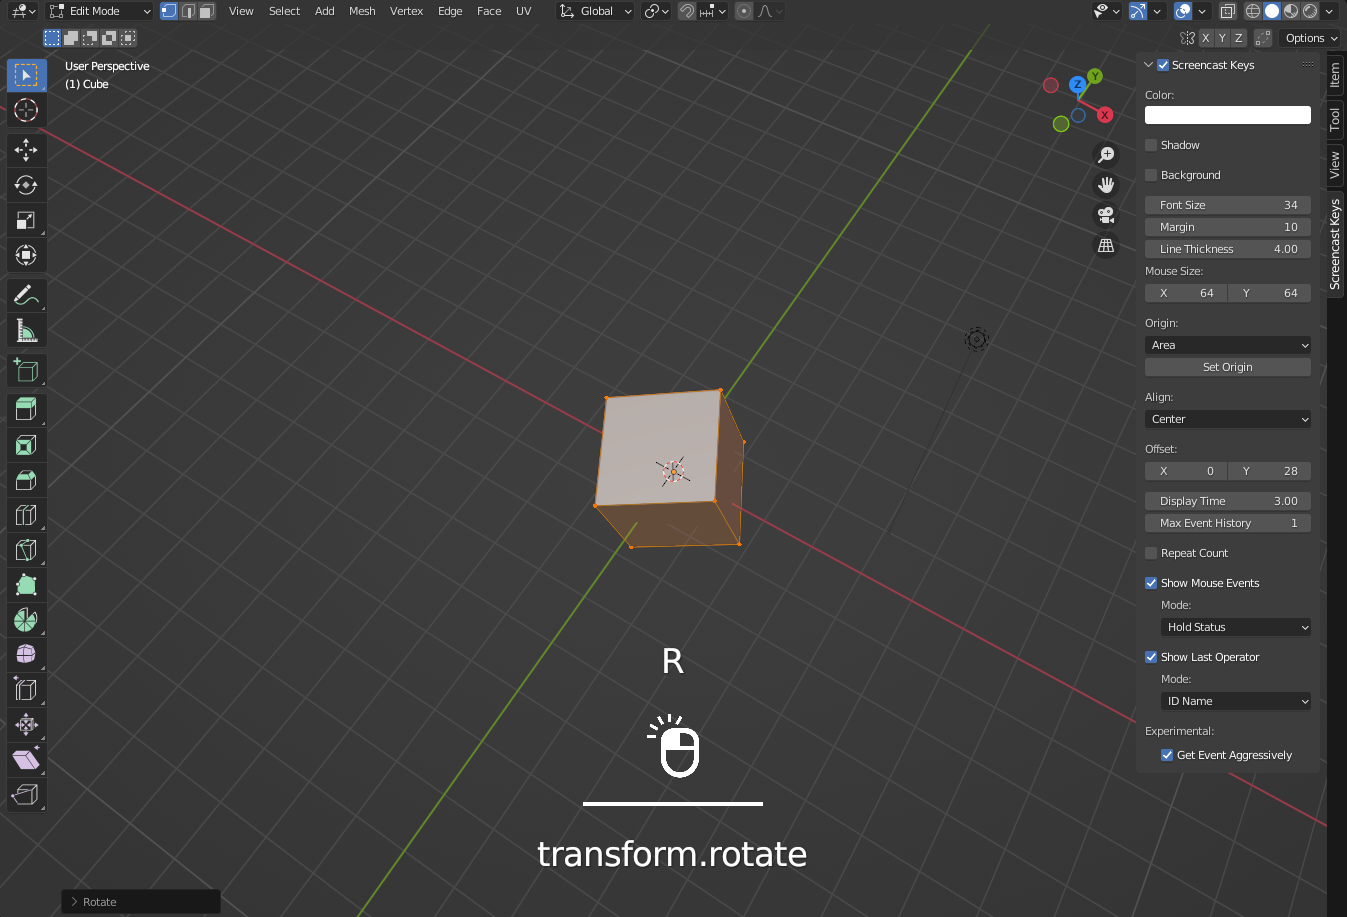 Edit Mode View Select Add Mesh Vertex Edge Face UV Global
X Y Z Options
User Perspective
(1) Cube
Z Y X
Screencast Keys
Color:
Shadow
Background
Font Size 34
Margin 10
Line Thickness 4.00
Mouse Size:
X 64 Y 64
Origin:
Area
Set Origin
Align:
Center
Offset:
X 0 Y 28
Display Time 3.00
Max Event History 1
Repeat Count
Show Mouse Events
Mode:
Hold Status
Show Last Operator
Mode:
ID Name
Experimental:
Get Event Aggressively
Item
Tool
View
Screencast Keys
R
transform.rotate
Rotate